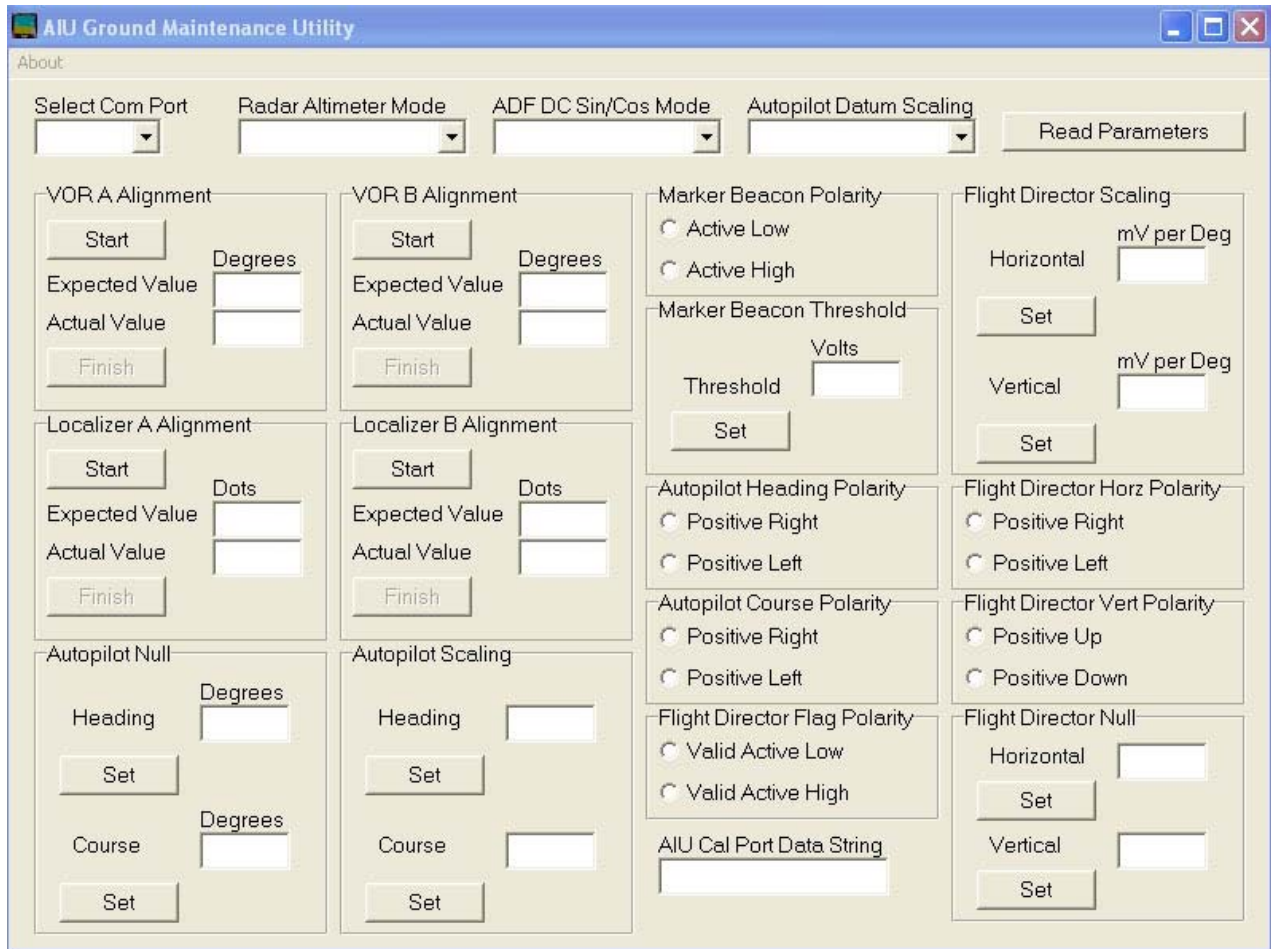 AIU Ground Maintenance Utility
About
Select Com Port
Radar Altimeter Mode
ADF DC Sin/Cos Mode
Autopilot Datum Scaling
Read Parameters
VOR A Alignment
Start
Degrees
Expected Value
Actual Value
Finish
VOR B Alignment
Start
Degrees
Expected Value
Actual Value
Finish
Marker Beacon Polarity
Active Low
Active High
Marker Beacon Threshold
Volts
Threshold
Set
Flight Director Scaling
mV per Deg
Horizontal
Set
mV per Deg
Vertical
Set
Localizer A Alignment
Start
Dots
Expected Value
Actual Value
Finish
Localizer B Alignment
Start
Dots
Expected Value
Actual Value
Finish
Autopilot Heading Polarity
Positive Right
Positive Left
Flight Director Horz Polarity
Positive Right
Positive Left
Autopilot Course Polarity
Positive Right
Positive Left
Flight Director Vert Polarity
Positive Up
Positive Down
Autopilot Null
Degrees
Heading
Set
Degrees
Course
Set
Autopilot Scaling
Heading
Set
Course
Set
Flight Director Flag Polarity
Valid Active Low
Valid Active High
AIU Cal Port Data String
Flight Director Null
Horizontal
Set
Vertical
Set